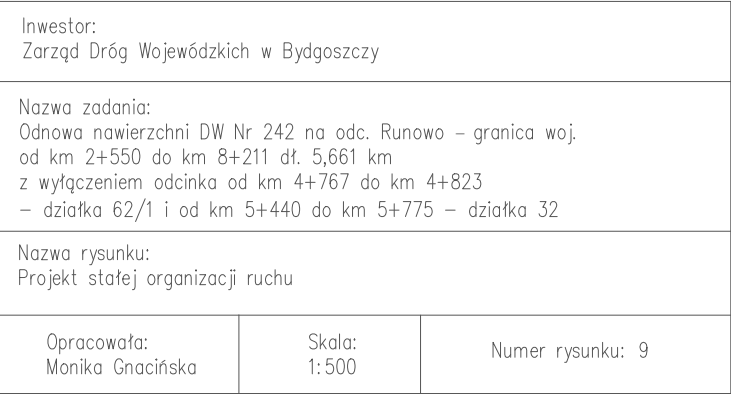 Inwestor:
Zarząd Dróg Wojewódzkich w Bydgoszczy
Nazwa zadania:
Odnowa nawierzchni DW Nr 242 na odc. Runowo – granica woj.
od km 2+550 do km 8+211 dł. 5,661 km
z wyłączeniem odcinka od km 4+767 do km 4+823
– działka 62/1 i od km 5+440 do km 5+775 – działka 32
Nazwa rysunku:
Projekt stałej organizacji ruchu
Opracowała:
Monika Gnacińska
Skala:
1:500
Numer rysunku: 9